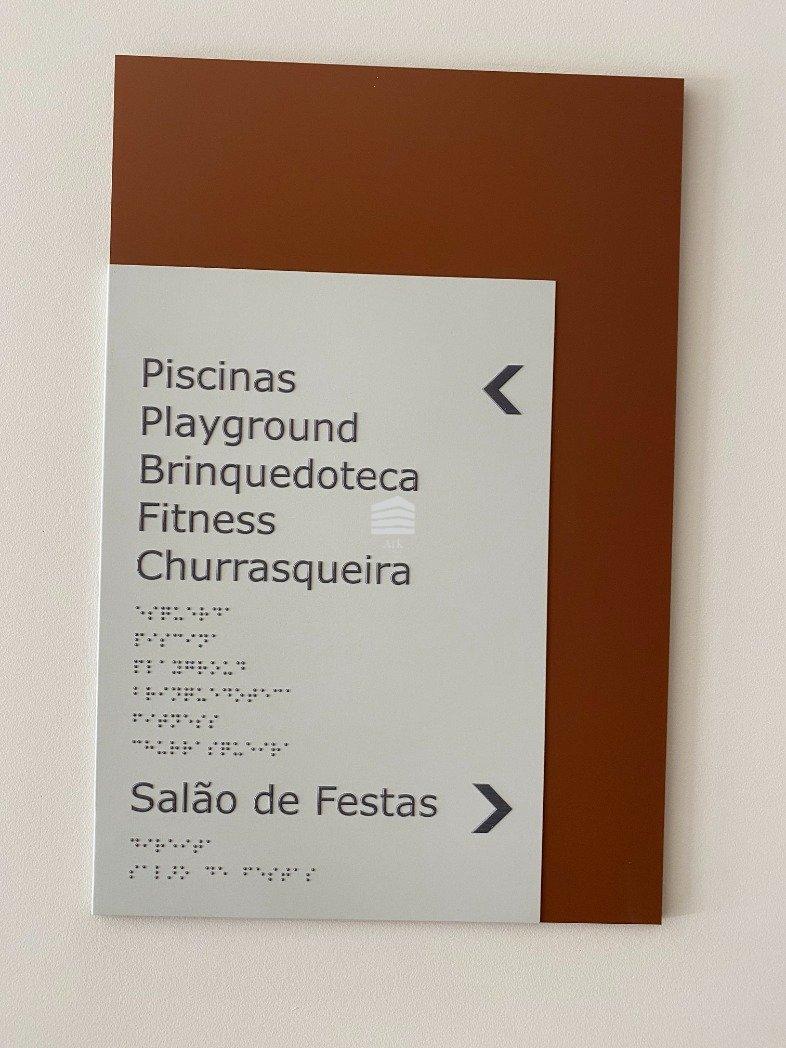 Piscinas
Playground
Brinquedoteca
Fitness
Churrasqueira
Salão de Festas